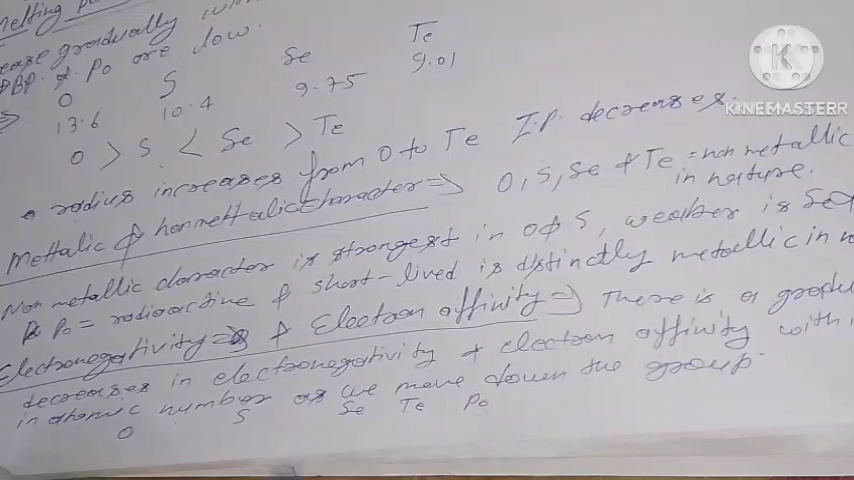 melting p
ease gradually
BP. of Po are low.
O S Se Te
13.6 10.4 9.75 9.01
O > S < Se > Te
radius increases from O to Te I.P. decreases.
Mettalic & nonmettalic character => O, S, Se & Te = non metallic
in nature.
Non metallic character is strongest in O & S, weaker is Se &
Po = radioactive & short-lived is distinctly metallic in n
Electronegativity => & Electron affinity => There is a gradu
decreases in electronegativity & electron affinity with
in atomic number as we move down the group.
O S Se Te Po
KINEMASTER